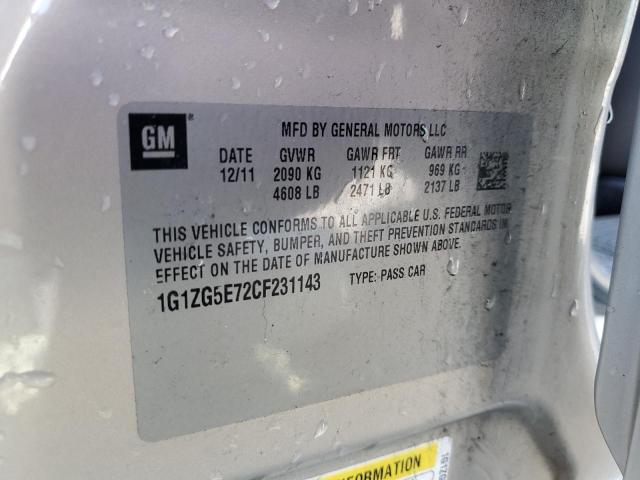 GM
MFD BY GENERAL MOTORS LLC
DATE GVWR GAWR FRT GAWR RR
12/11 2090 KG 1121 KG 969 KG
4608 LB 2471 LB 2137 LB
THIS VEHICLE CONFORMS TO ALL APPLICABLE U.S. FEDERAL MOTOR
VEHICLE SAFETY, BUMPER, AND THEFT PREVENTION STANDARDS IN
EFFECT ON THE DATE OF MANUFACTURE SHOWN ABOVE.
1G1ZG5E72CF231143 TYPE: PASS CAR
INFORMATION